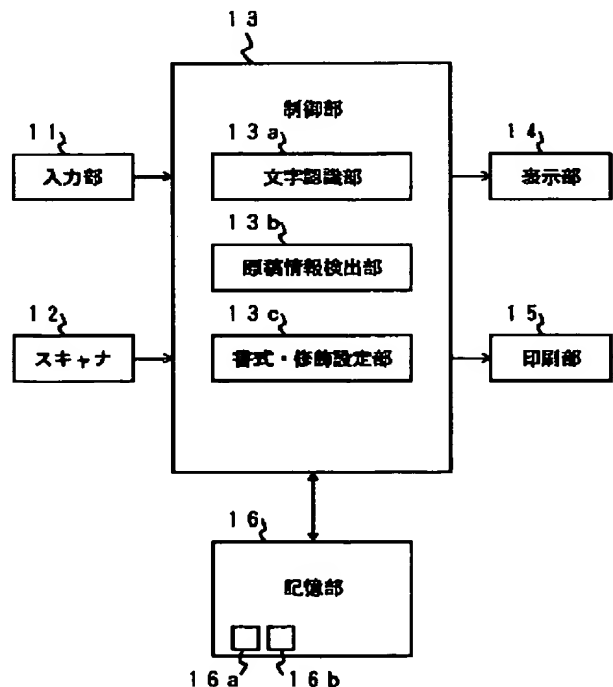 13
制御部
11
入力部
13a
文字認識部
14
表示部
13b
原稿情報検出部
12
スキャナ
13c
書式・修飾設定部
15
印刷部
16
記憶部
16a
16b